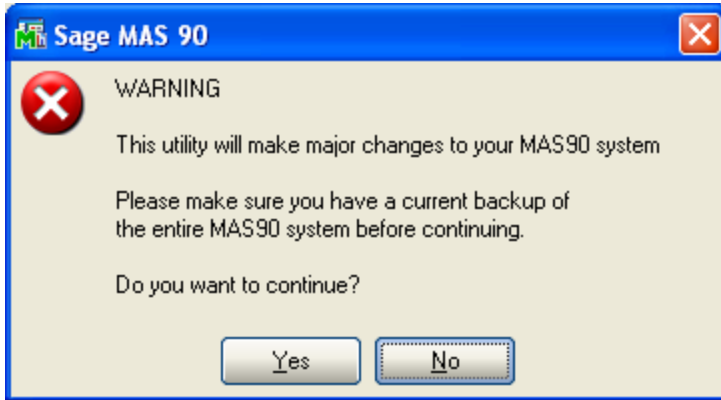 Sage MAS 90
WARNING
This utility will make major changes to your MAS90 system
Please make sure you have a current backup of
the entire MAS90 system before continuing.
Do you want to continue?
Yes
No